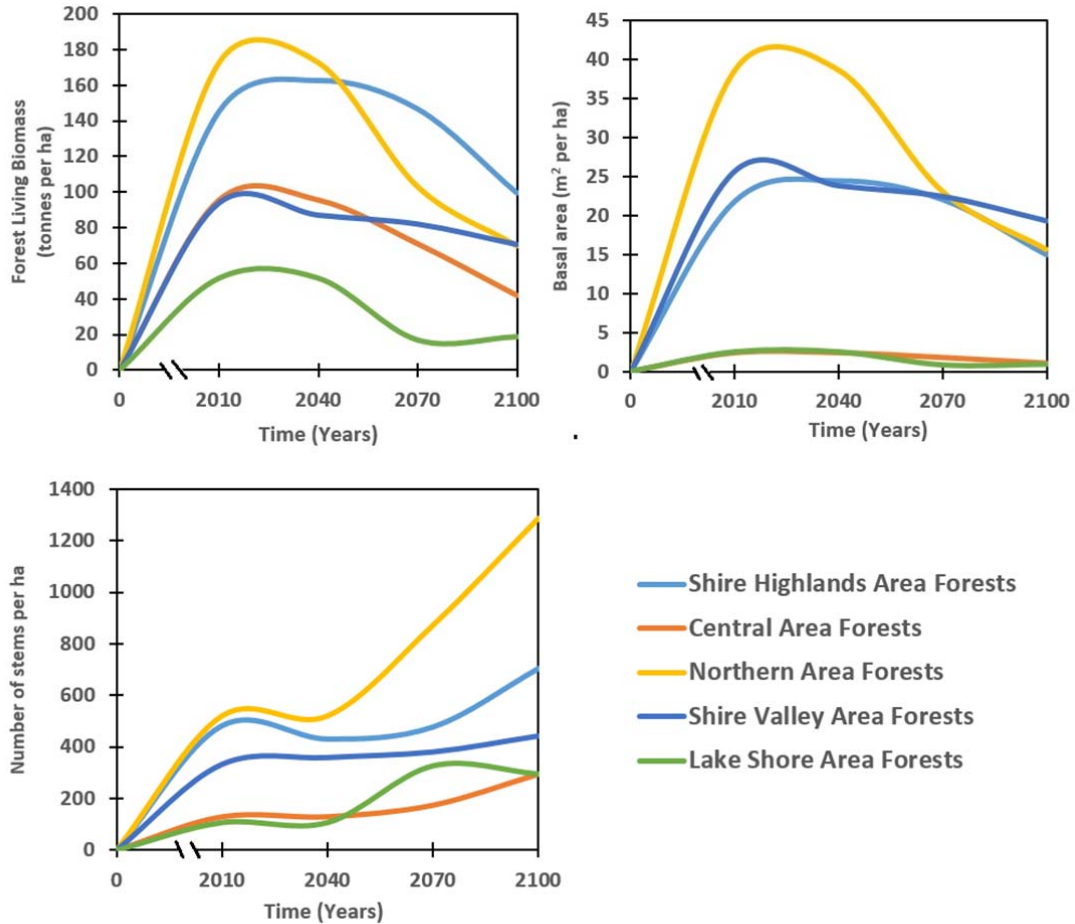 200
180
160
140
120
100
80
60
40
20
0
Forest Living Biomass
(tonnes per ha)
0 2010 2040 2070 2100
Time (Years)
45
40
35
30
25
20
15
10
5
0
Basal area (m² per ha)
0 2010 2040 2070 2100
Time (Years)
1400
1200
1000
800
600
400
200
0
Number of stems per ha
0 2010 2040 2070 2100
Time (Years)
Shire Highlands Area Forests
Central Area Forests
Northern Area Forests
Shire Valley Area Forests
Lake Shore Area Forests